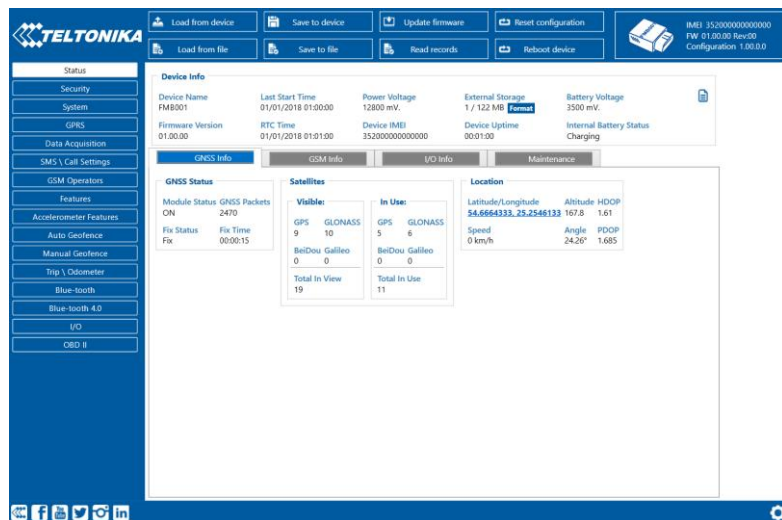 TELTONIKA
Load from device
Save to device
Update firmware
Reset configuration
Load from file
Save to file
Read records
Reboot device
IMEI 352000000000000
FW 01.00.00 Rev:00
Configuration 1.00.0.0
Status
Security
System
GPRS
Data Acquisition
SMS \ Call Settings
GSM Operators
Features
Accelerometer Features
Auto Geofence
Manual Geofence
Trip \ Odometer
Blue-tooth
Blue-tooth 4.0
I/O
OBD II
Device Info
Device Name Last Start Time Power Voltage External Storage Battery Voltage
FMB001 01/01/2018 01:00:00 12800 mV. 1 / 122 MB Format 3500 mV.
Firmware Version RTC Time Device IMEI Device Uptime Internal Battery Status
01.00.00 01/01/2018 01:01:00 352000000000000 00:01:00 Charging
GNSS Info GSM Info I/O Info Maintenance
GNSS Status
Module Status GNSS Packets
ON 2470
Fix Status Fix Time
Fix 00:00:15
Satellites
Visible:
GPS GLONASS
9 10
BeiDou Galileo
0 0
Total In View
19
In Use:
GPS GLONASS
5 6
BeiDou Galileo
0 0
Total In Use
11
Location
Latitude/Longitude Altitude HDOP
54.6664333, 25.2546133 167.8 1.61
Speed Angle PDOP
0 km/h 24.26° 1.685